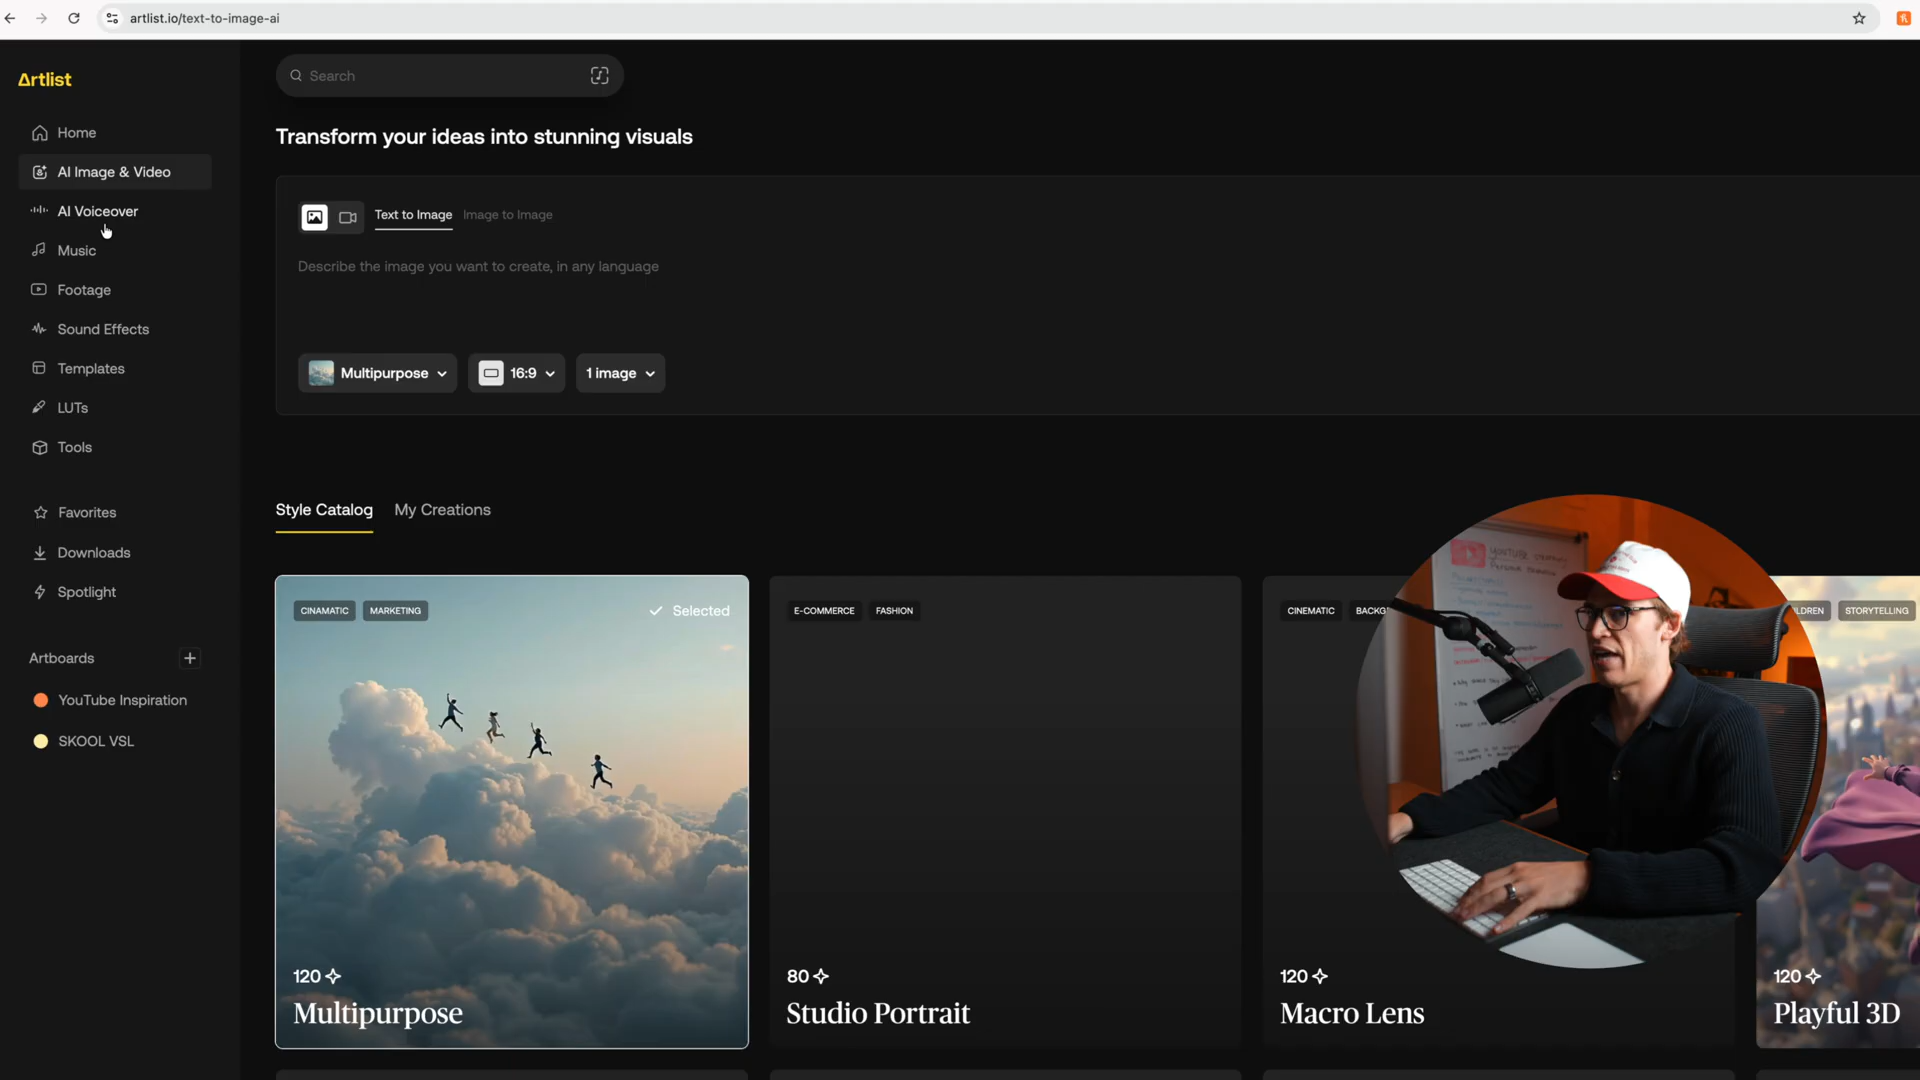 artlist.io/text-to-image-ai
Artlist
Search
Home
AI Image & Video
AI Voiceover
Music
Footage
Sound Effects
Templates
LUTs
Tools
Favorites
Downloads
Spotlight
Artboards
YouTube Inspiration
SKOOL VSL
Transform your ideas into stunning visuals
Text to Image Image to Image
Describe the image you want to create, in any language
Multipurpose 16:9 1 image
Style Catalog My Creations
CINAMATIC MARKETING Selected
120
Multipurpose
E-COMMERCE FASHION
80
Studio Portrait
CINEMATIC BACKG
120
Macro Lens
LDREN STORYTELLING
120
Playful 3D
YOUTUBE